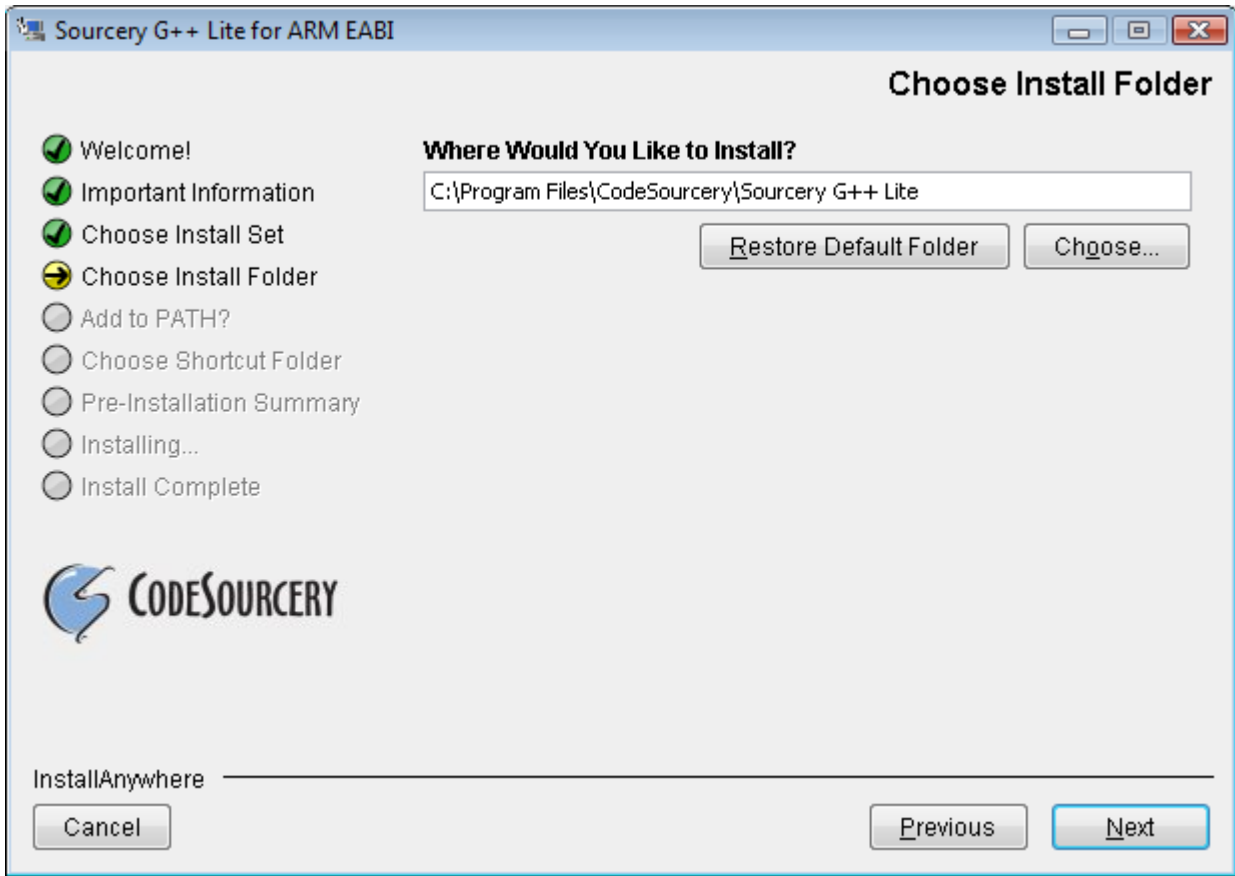 Sourcery G++ Lite for ARM EABI
Choose Install Folder
Welcome!
Important Information
Choose Install Set
Choose Install Folder
Add to PATH?
Choose Shortcut Folder
Pre-Installation Summary
Installing...
Install Complete
Where Would You Like to Install?
C:\Program Files\CodeSourcery\Sourcery G++ Lite
Restore Default Folder
Choose...
CODESOURCERY
InstallAnywhere
Cancel
Previous
Next